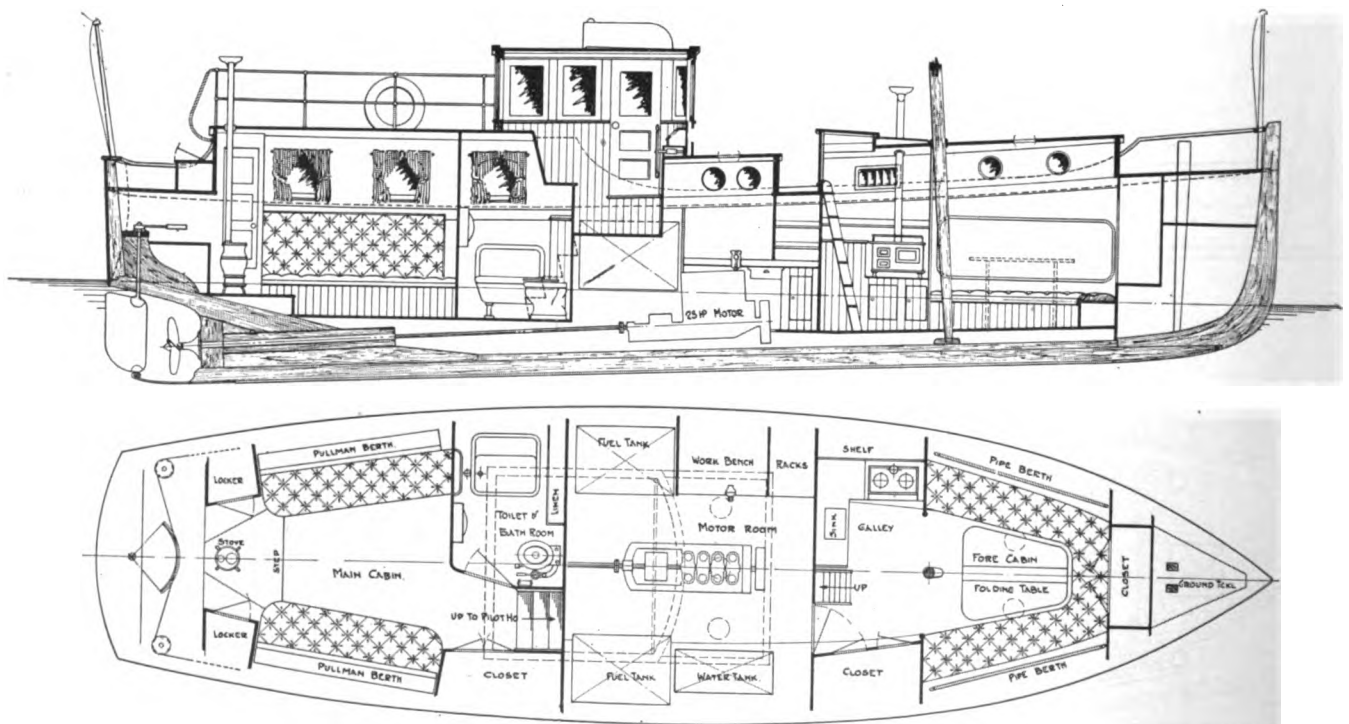 25 HP MOTOR
PULLMAN BERTH.
LOCKER
STOVE
STEP
MAIN CABIN.
LOCKER
PULLMAN BERTH
TOILET &
BATH ROOM
LINEN
UP TO PILOT HO
CLOSET
FUEL TANK
WORK BENCH
RACKS
MOTOR ROOM
FUEL TANK
WATER TANK.
SHELF
SINK
GALLEY
UP
CLOSET
PIPE BERTH
FORE CABIN
FOLDING TABLE
PIPE BERTH
CLOSET
GROUND TCKL